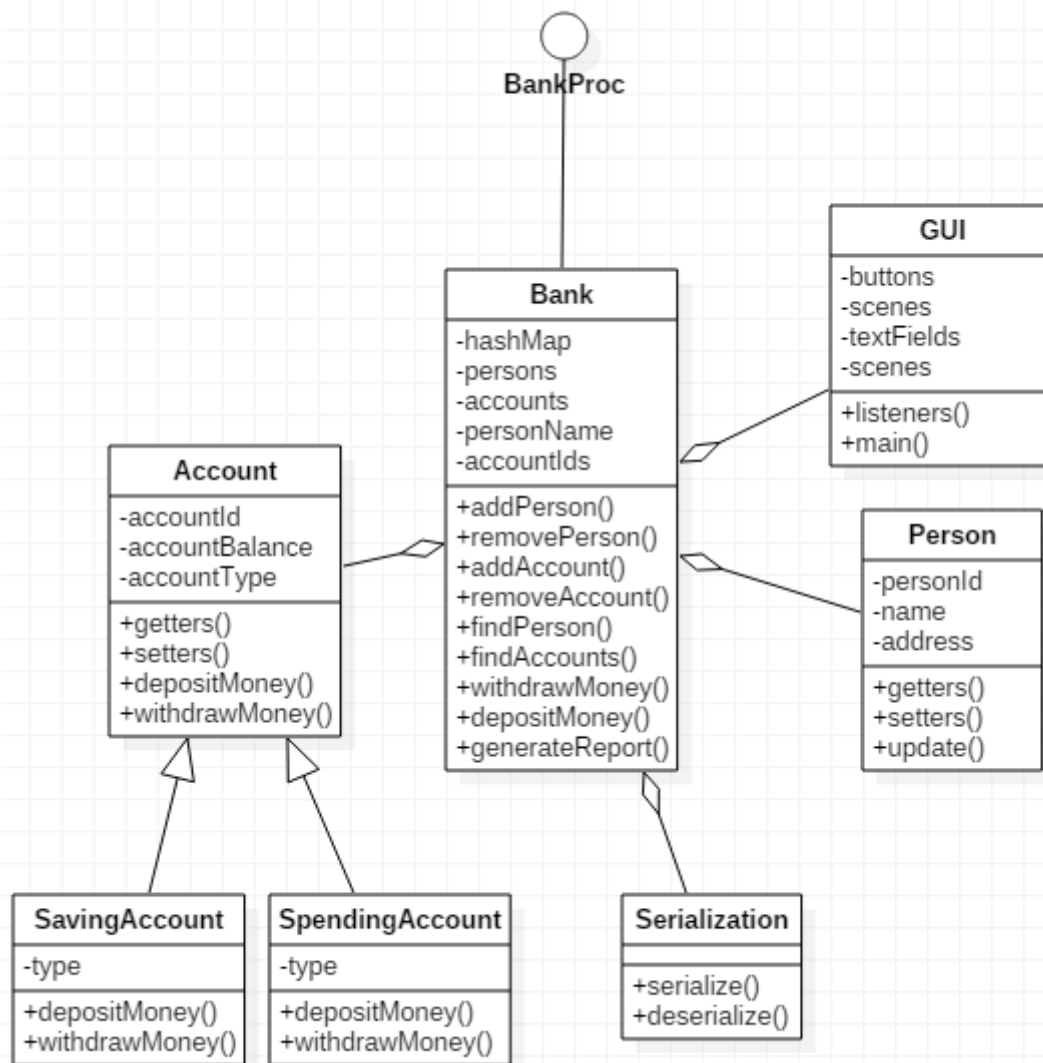 BankProc
GUI
-buttons
-scenes
-textFields
-scenes
+listeners()
+main()
Bank
-hashMap
-persons
-accounts
-personName
-accountIds
+addPerson()
+removePerson()
+addAccount()
+removeAccount()
+findPerson()
+findAccounts()
+withdrawMoney()
+depositMoney()
+generateReport()
Account
-accountId
-accountBalance
-accountType
+getters()
+setters()
+depositMoney()
+withdrawMoney()
Person
-personId
-name
-address
+getters()
+setters()
+update()
SavingAccount
-type
+depositMoney()
+withdrawMoney()
SpendingAccount
-type
+depositMoney()
+withdrawMoney()
Serialization
+serialize()
+deserialize()